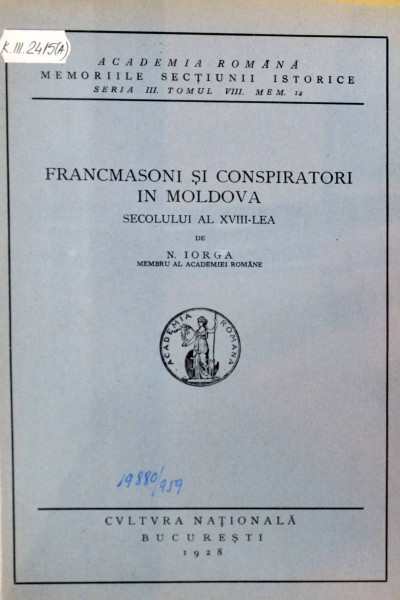 K.III.2415(A)
ACADEMIA ROMÂNĂ
MEMORIILE SECȚIUNII ISTORICE
SERIA III. TOMUL VIII. MEM. 12
FRANCMASONI ȘI CONSPIRATORI
IN MOLDOVA
SECOLULUI AL XVIII-LEA
DE
N. IORGA
MEMBRU AL ACADEMIEI ROMÂNE
ACADEMIA ROMANA
19880/959
CVLTVRA NAȚIONALĂ
BUCUREȘTI
1928